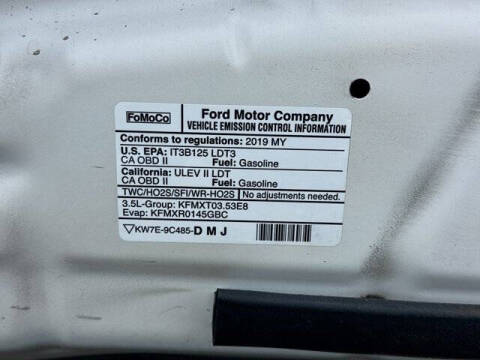 FoMoCo
Ford Motor Company
VEHICLE EMISSION CONTROL INFORMATION
Conforms to regulations: 2019 MY
U.S. EPA: IT3B125 LDT3
CA OBD II Fuel: Gasoline
California: ULEV II LDT
CA OBD II Fuel: Gasoline
TWC/HO2S/SFI/WR-HO2S No adjustments needed.
3.5L-Group: KFMXT03.53E8
Evap: KFMXR0145GBC
KW7E-9C485-DMJ